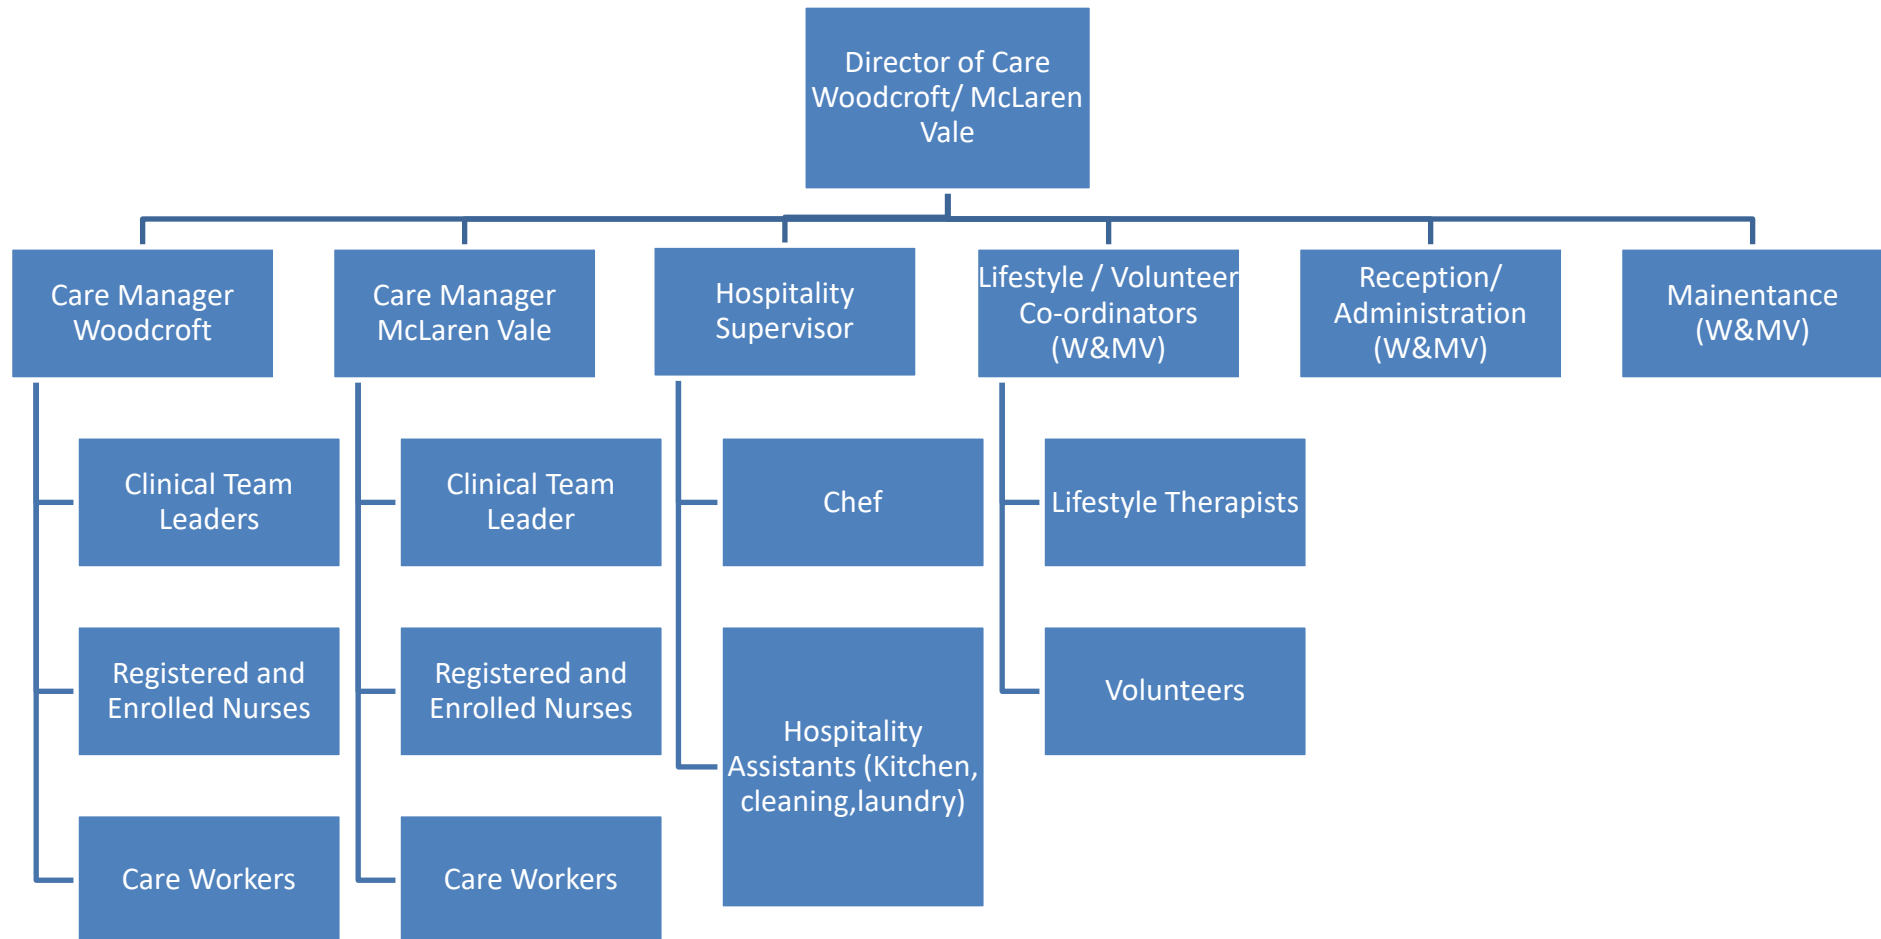 Director of Care
Woodcroft/ McLaren
Vale
Care Manager
Woodcroft
Care Manager
McLaren Vale
Hospitality
Supervisor
Lifestyle / Volunteer
Co-ordinators
(W&MV)
Reception/
Administration
(W&MV)
Mainentance
(W&MV)
Clinical Team
Leaders
Clinical Team
Leader
Chef
Lifestyle Therapists
Registered and
Enrolled Nurses
Registered and
Enrolled Nurses
Hospitality
Assistants (Kitchen,
cleaning,laundry)
Volunteers
Care Workers
Care Workers